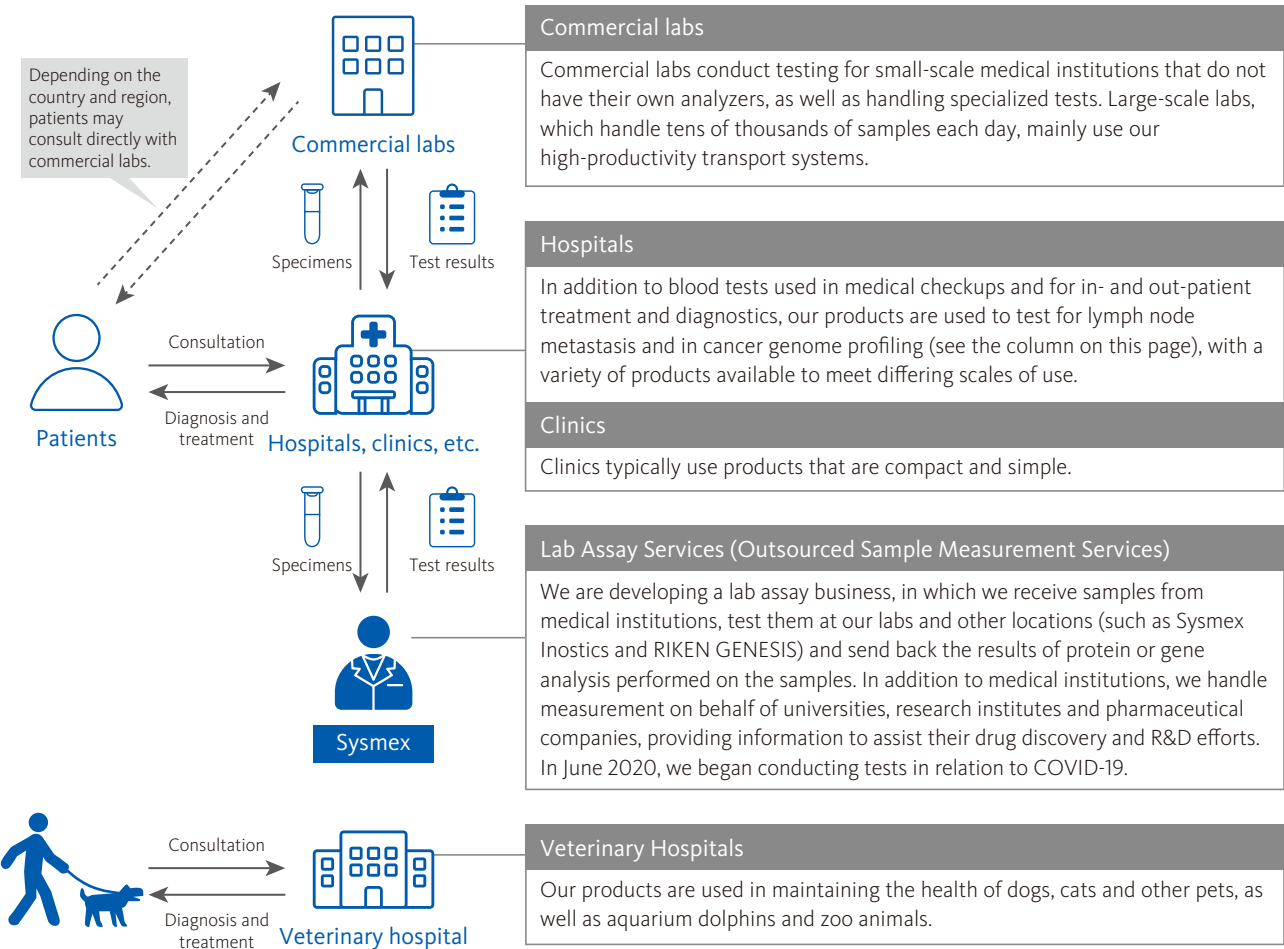 Commercial labs
Commercial labs conduct testing for small-scale medical institutions that do not
have their own analyzers, as well as handling specialized tests. Large-scale labs,
which handle tens of thousands of samples each day, mainly use our
high-productivity transport systems.
Depending on the
country and region,
patients may
consult directly with
commercial labs.
Commercial labs
Specimens
Test results
Hospitals
In addition to blood tests used in medical checkups and for in- and out-patient
treatment and diagnostics, our products are used to test for lymph node
metastasis and in cancer genome profiling (see the column on this page), with a
variety of products available to meet differing scales of use.
Consultation
Diagnosis and
treatment
Patients
Hospitals, clinics, etc.
Clinics
Clinics typically use products that are compact and simple.
Specimens
Test results
Lab Assay Services (Outsourced Sample Measurement Services)
We are developing a lab assay business, in which we receive samples from
medical institutions, test them at our labs and other locations (such as Sysmex
Inostics and RIKEN GENESIS) and send back the results of protein or gene
analysis performed on the samples. In addition to medical institutions, we handle
measurement on behalf of universities, research institutes and pharmaceutical
companies, providing information to assist their drug discovery and R&D efforts.
In June 2020, we began conducting tests in relation to COVID-19.
Sysmex
Consultation
Diagnosis and
treatment
Veterinary hospital
Veterinary Hospitals
Our products are used in maintaining the health of dogs, cats and other pets, as
well as aquarium dolphins and zoo animals.